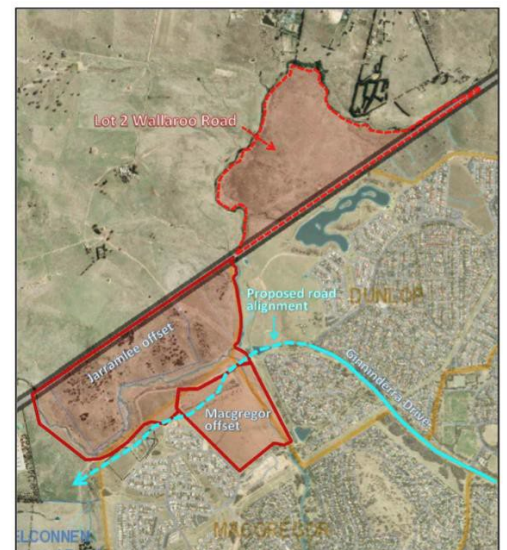 Lot 2 Wallaroo Road
Proposed road
alignment
DUNLOP
Jarramlee offset
Ginninderra Drive
Macgregor
offset
MACGREGOR
ELCONNEN